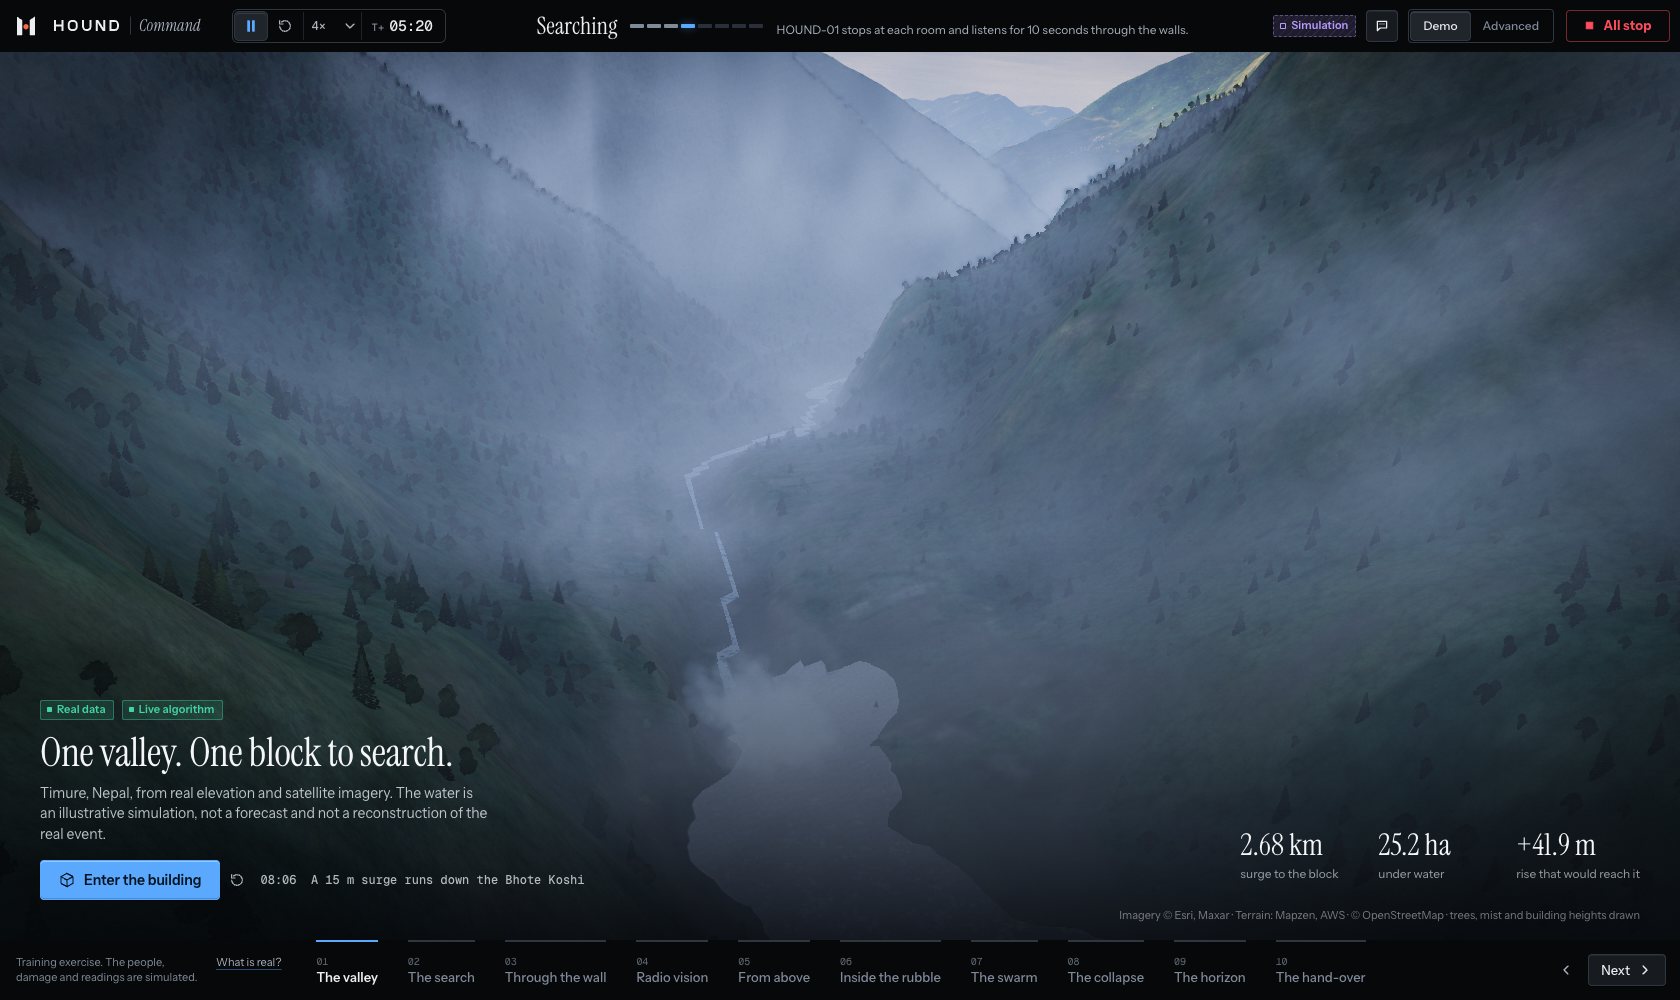 HOUND Command
4×
T+ 05:20
Searching
HOUND-01 stops at each room and listens for 10 seconds through the walls.
Simulation
Demo
Advanced
All stop
Real data
Live algorithm
One valley. One block to search.
Timure, Nepal, from real elevation and satellite imagery. The water is
an illustrative simulation, not a forecast and not a reconstruction of the
real event.
Enter the building
08:06 A 15 m surge runs down the Bhote Koshi
2.68 km
surge to the block
25.2 ha
under water
+41.9 m
rise that would reach it
Imagery © Esri, Maxar · Terrain: Mapzen, AWS · © OpenStreetMap · trees, mist and building heights drawn
Training exercise. The people,
damage and readings are simulated.
What is real?
01
The valley
02
The search
03
Through the wall
04
Radio vision
05
From above
06
Inside the rubble
07
The swarm
08
The collapse
09
The horizon
10
The hand-over
Next